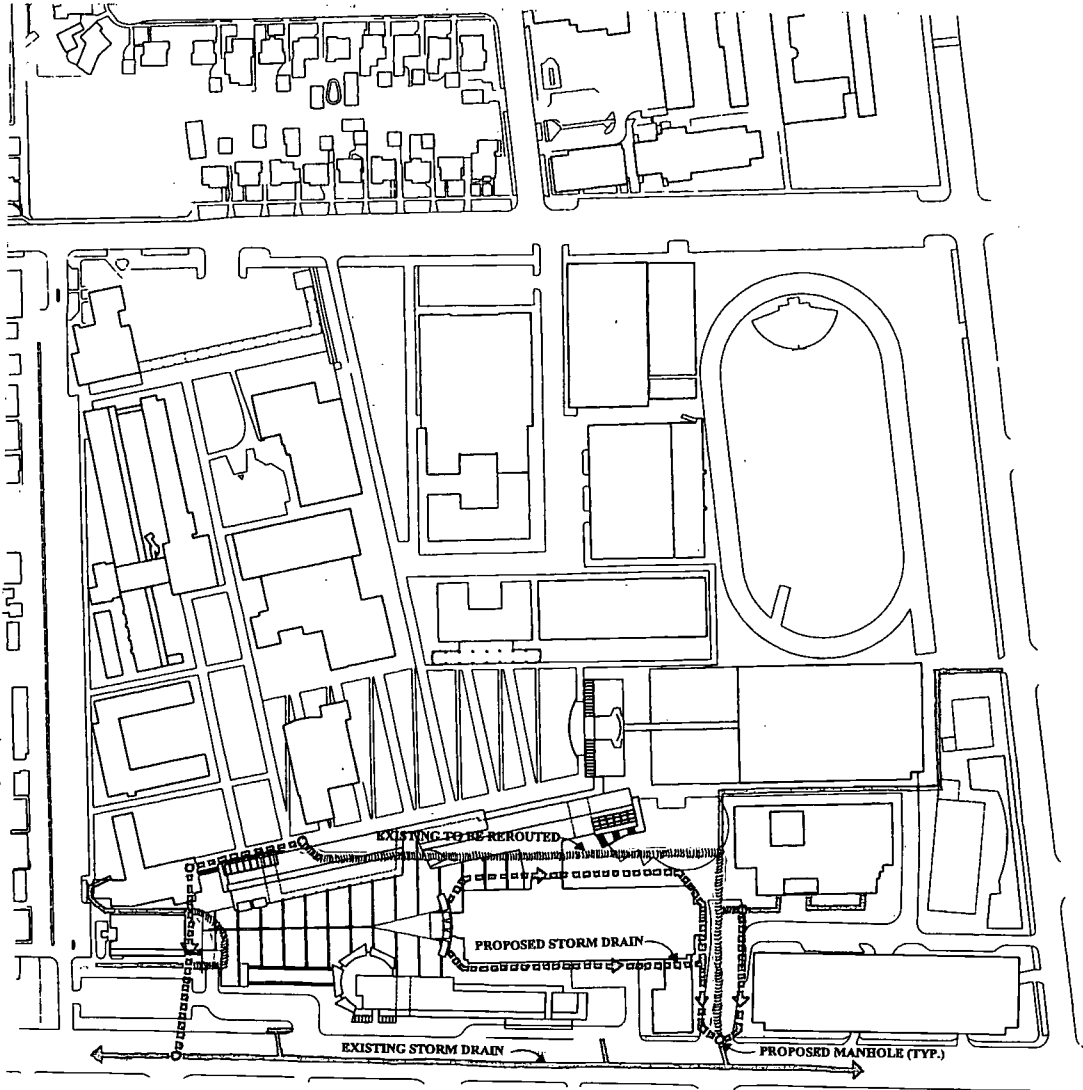 EXISTING TO BE REROUTED
PROPOSED STORM DRAIN
EXISTING STORM DRAIN
PROPOSED MANHOLE (TYP.)